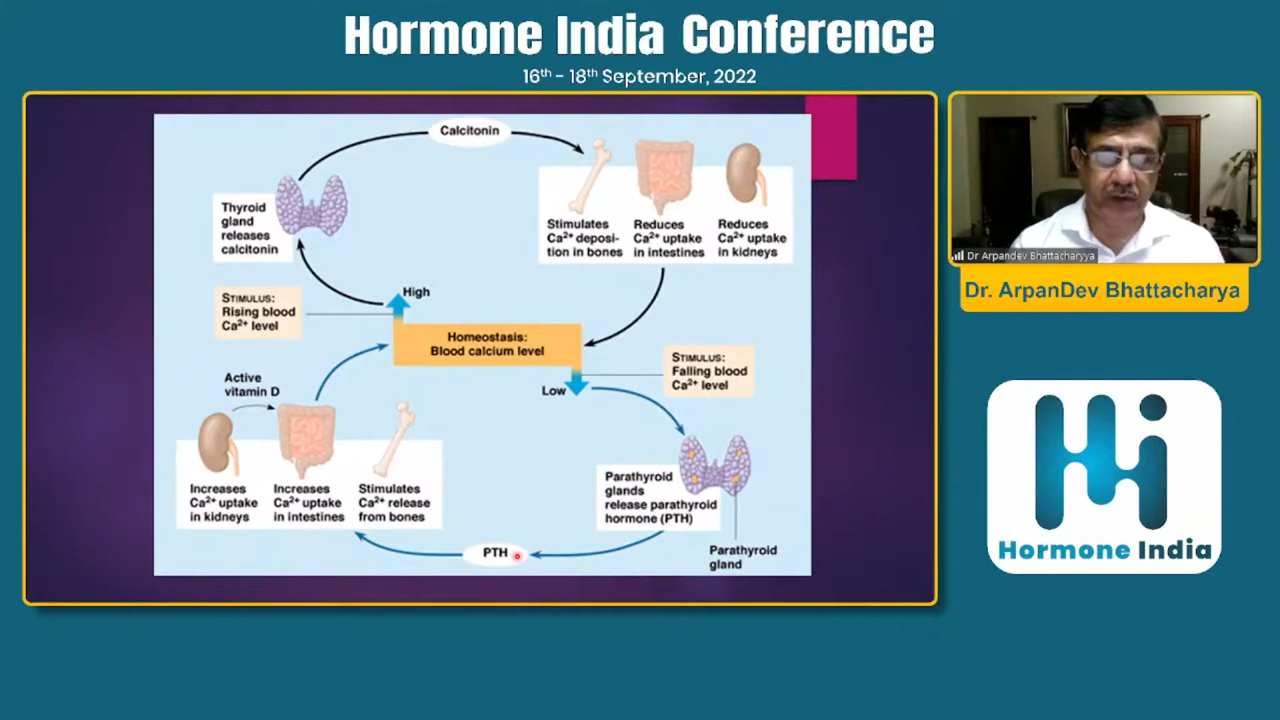 Hormone India Conference
16th - 18th September, 2022
Calcitonin
Thyroid
gland
releases
calcitonin
Stimulates
Ca2+ deposi-
tion in bones
Reduces
Ca2+ uptake
in intestines
Reduces
Ca2+ uptake
in kidneys
High
STIMULUS:
Rising blood
Ca2+ level
Homeostasis:
Blood calcium level
STIMULUS:
Falling blood
Ca2+ level
Low
Active
vitamin D
Increases
Ca2+ uptake
in kidneys
Increases
Ca2+ uptake
in intestines
Stimulates
Ca2+ release
from bones
Parathyroid
glands
release parathyroid
hormone (PTH)
PTH
Parathyroid
gland
Dr Arpandev Bhattacharyya
Dr. ArpanDev Bhattacharya
Hormone India